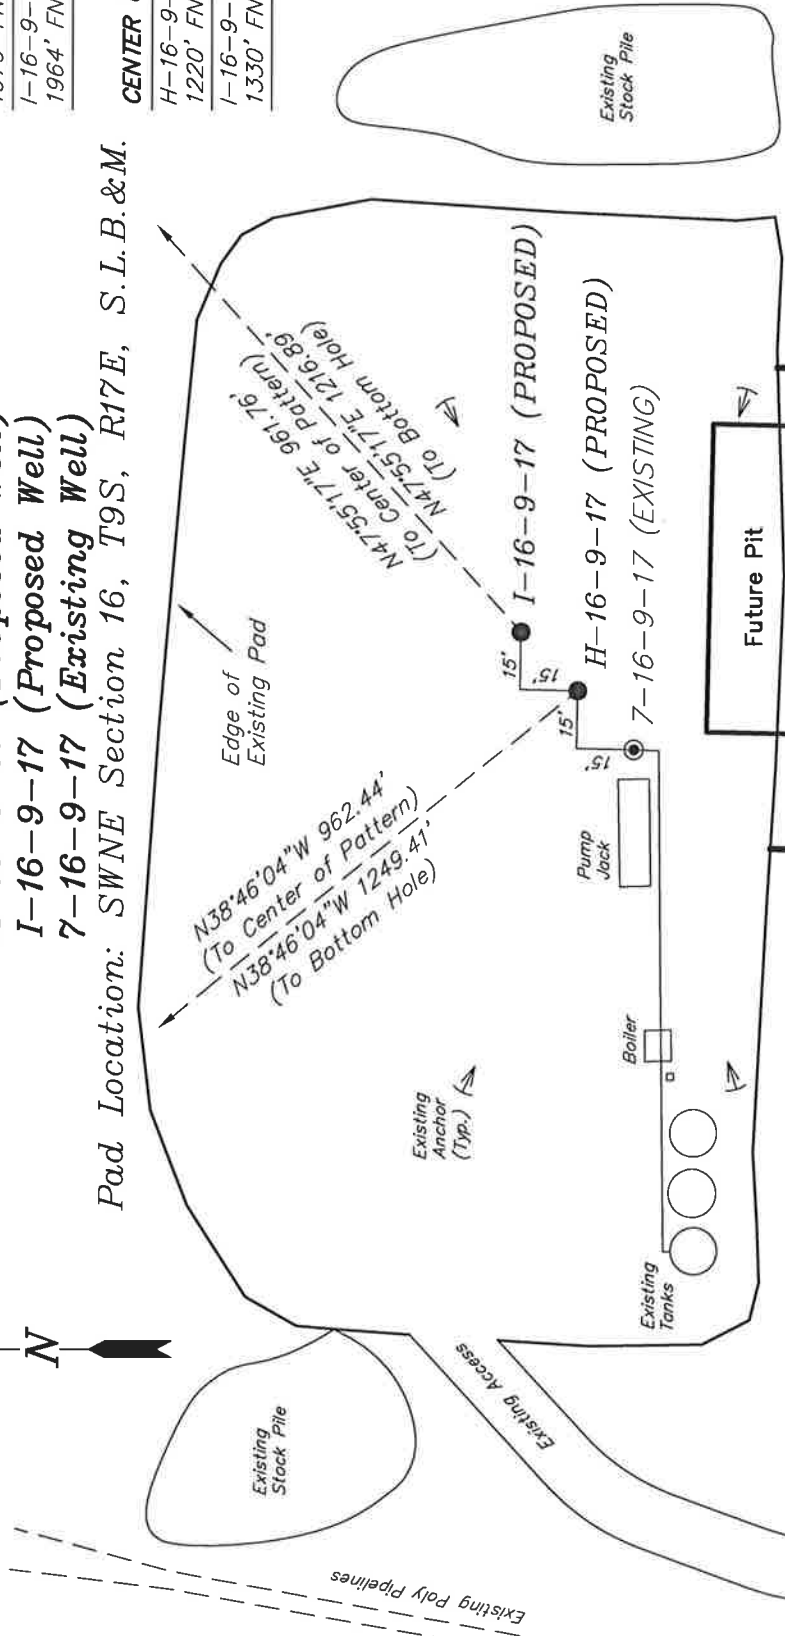 I-16-9-17 (Proposed Well)
7-16-9-17 (Existing Well)
Pad Location: SWNE Section 16, T9S, R17E, S.L.B.&M.
I-16-9-
1964' FN
CENTER
H-16-9-
1220' FN
I-16-9-
1330' FN
N
Existing
Stock Pile
Existing Poly Pipelines
Existing Access
Edge of
Existing Pad
N38°46'04"W 962.44'
(To Center of Pattern)
N38°46'04"W 1249.41'
(To Bottom Hole)
N47°55'17"E 961.76'
(To Center of Pattern)
N47°55'17"E 1216.89'
(To Bottom Hole)
Existing
Stock Pile
Existing
Anchor
(Typ.)
15'
15'
I-16-9-17 (PROPOSED)
15'
15'
H-16-9-17 (PROPOSED)
7-16-9-17 (EXISTING)
Pump
Jack
Boiler
Existing
Tanks
Future Pit